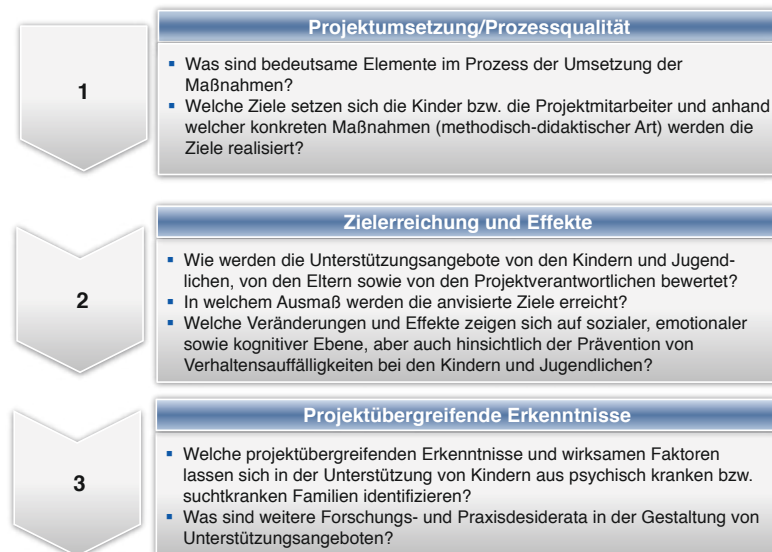 Projektumsetzung/Prozessqualität
1
▪ Was sind bedeutsame Elemente im Prozess der Umsetzung der
Maßnahmen?
▪ Welche Ziele setzen sich die Kinder bzw. die Projektmitarbeiter und anhand
welcher konkreten Maßnahmen (methodisch-didaktischer Art) werden die
Ziele realisiert?
Zielerreichung und Effekte
2
▪ Wie werden die Unterstützungsangebote von den Kindern und Jugend-
lichen, von den Eltern sowie von den Projektverantwortlichen bewertet?
▪ In welchem Ausmaß werden die anvisierte Ziele erreicht?
▪ Welche Veränderungen und Effekte zeigen sich auf sozialer, emotionaler
sowie kognitiver Ebene, aber auch hinsichtlich der Prävention von
Verhaltensauffälligkeiten bei den Kindern und Jugendlichen?
Projektübergreifende Erkenntnisse
3
▪ Welche projektübergreifenden Erkenntnisse und wirksamen Faktoren
lassen sich in der Unterstützung von Kindern aus psychisch kranken bzw.
suchtkranken Familien identifizieren?
▪ Was sind weitere Forschungs- und Praxisdesiderata in der Gestaltung von
Unterstützungsangeboten?